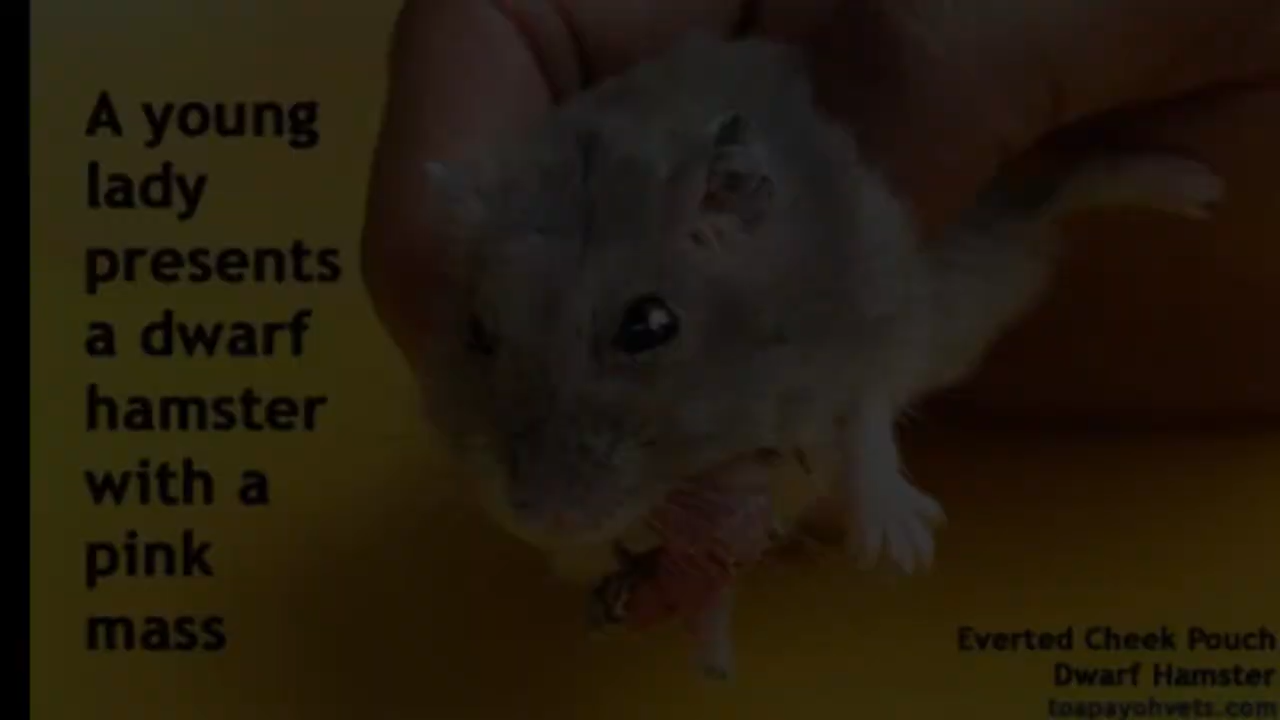 A young
lady
presents
a dwarf
hamster
with a
pink
mass
Everted Cheek Pouch
Dwarf Hamster
toapayohvets.com